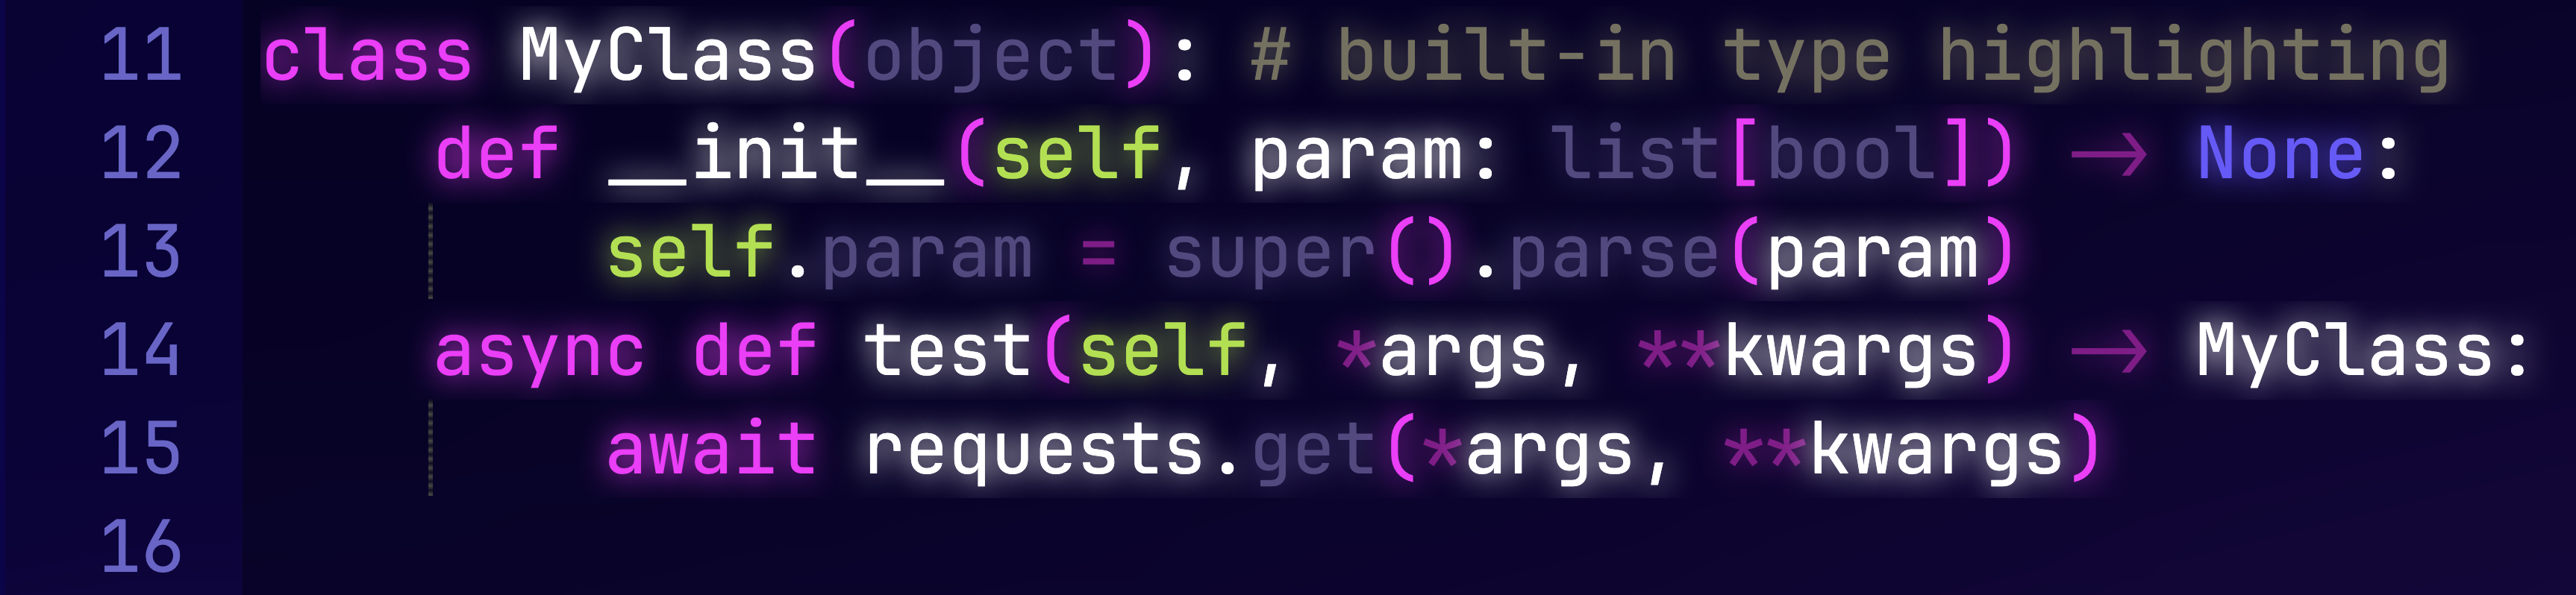 11 class MyClass(object): # built-in type highlighting
12     def __init__(self, param: list[bool]) -> None:
13         self.param = super().parse(param)
14     async def test(self, *args, **kwargs) -> MyClass:
15         await requests.get(*args, **kwargs)
16